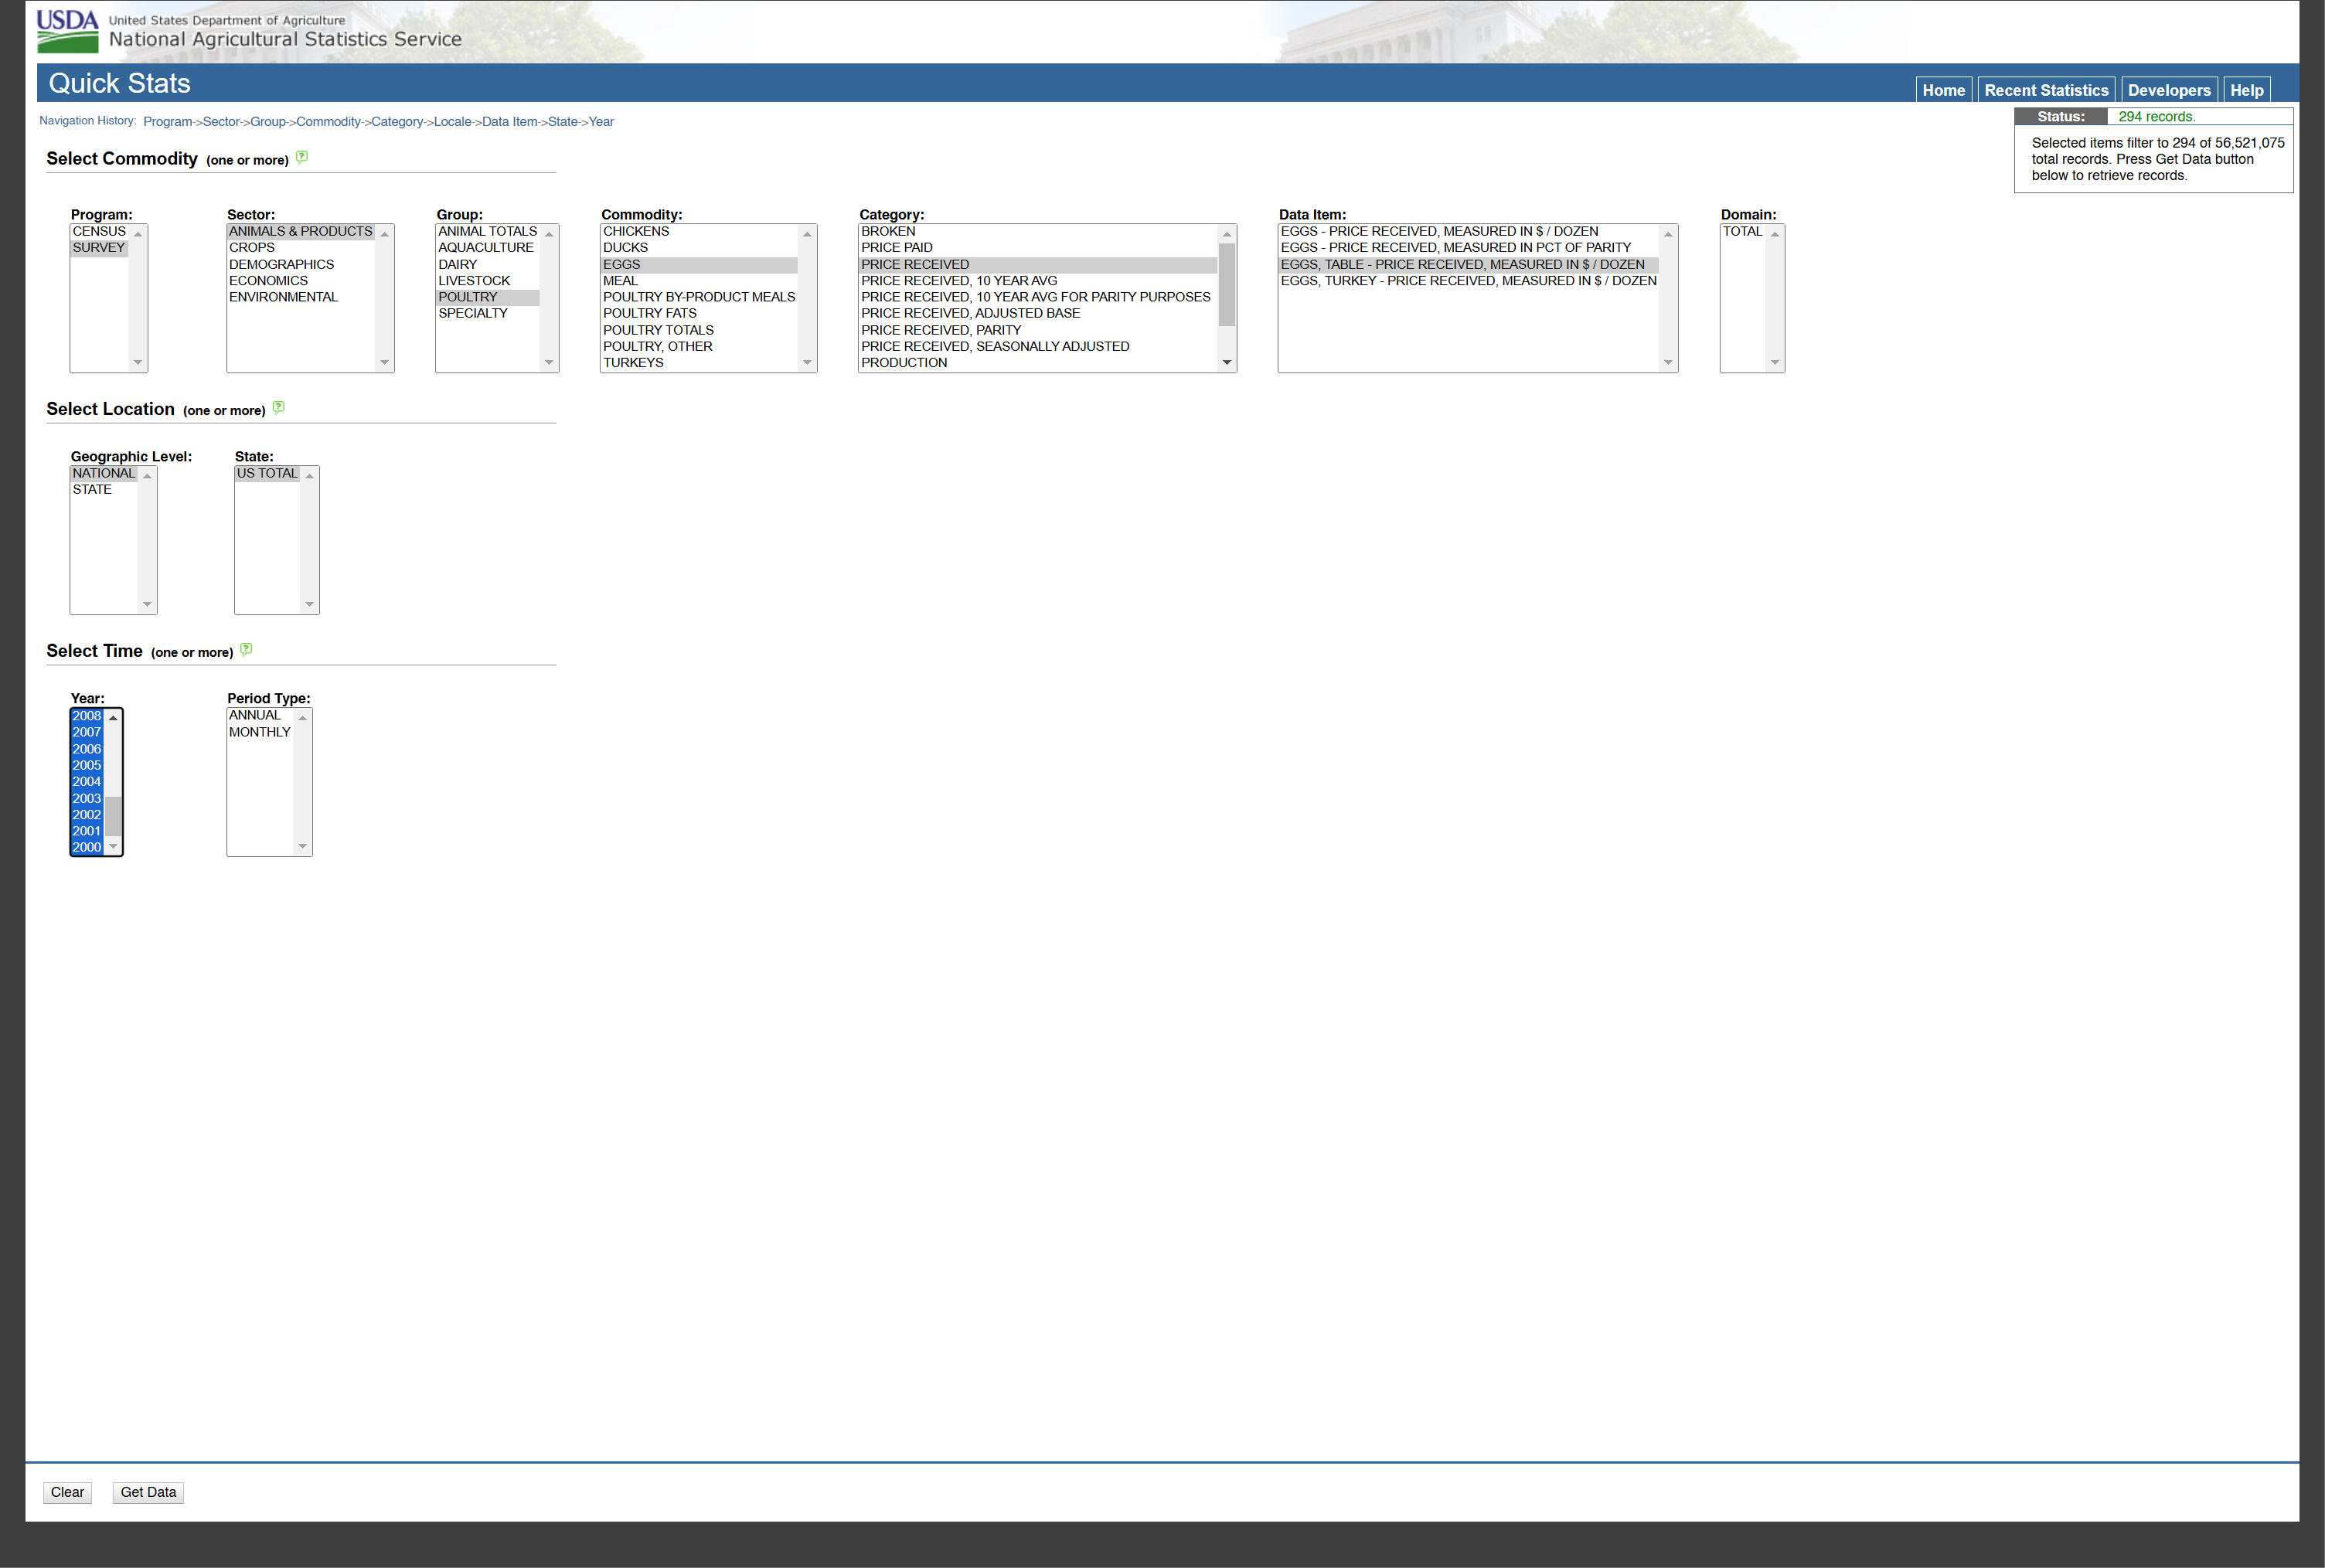 USDA United States Department of Agriculture
National Agricultural Statistics Service
Quick Stats
Home Recent Statistics Developers Help
Navigation History: Program->Sector->Group->Commodity->Category->Locale->Data Item->State->Year
Status: 294 records.
Selected items filter to 294 of 56,521,075
total records. Press Get Data button
below to retrieve records.
Select Commodity (one or more) ?
Program:
CENSUS
SURVEY
Sector:
ANIMALS & PRODUCTS
CROPS
DEMOGRAPHICS
ECONOMICS
ENVIRONMENTAL
Group:
ANIMAL TOTALS
AQUACULTURE
DAIRY
LIVESTOCK
POULTRY
SPECIALTY
Commodity:
CHICKENS
DUCKS
EGGS
MEAL
POULTRY BY-PRODUCT MEALS
POULTRY FATS
POULTRY TOTALS
POULTRY, OTHER
TURKEYS
Category:
BROKEN
PRICE PAID
PRICE RECEIVED
PRICE RECEIVED, 10 YEAR AVG
PRICE RECEIVED, 10 YEAR AVG FOR PARITY PURPOSES
PRICE RECEIVED, ADJUSTED BASE
PRICE RECEIVED, PARITY
PRICE RECEIVED, SEASONALLY ADJUSTED
PRODUCTION
Data Item:
EGGS - PRICE RECEIVED, MEASURED IN $ / DOZEN
EGGS - PRICE RECEIVED, MEASURED IN PCT OF PARITY
EGGS, TABLE - PRICE RECEIVED, MEASURED IN $ / DOZEN
EGGS, TURKEY - PRICE RECEIVED, MEASURED IN $ / DOZEN
Domain:
TOTAL
Select Location (one or more) ?
Geographic Level:
NATIONAL
STATE
State:
US TOTAL
Select Time (one or more) ?
Year:
2008
2007
2006
2005
2004
2003
2002
2001
2000
Period Type:
ANNUAL
MONTHLY
Clear Get Data